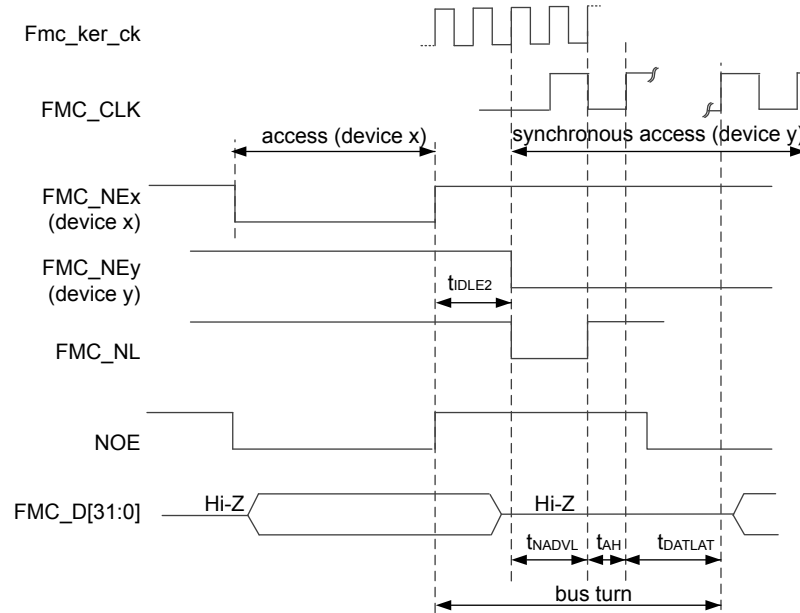 Fmc_ker_ck
FMC_CLK
access (device x)
synchronous access (device y)
FMC_NEx
(device x)
FMC_NEy
(device y)
tIDLE2
FMC_NL
NOE
FMC_D[31:0]
Hi-Z
Hi-Z
tNADVL
tAH
tDATLAT
bus turn